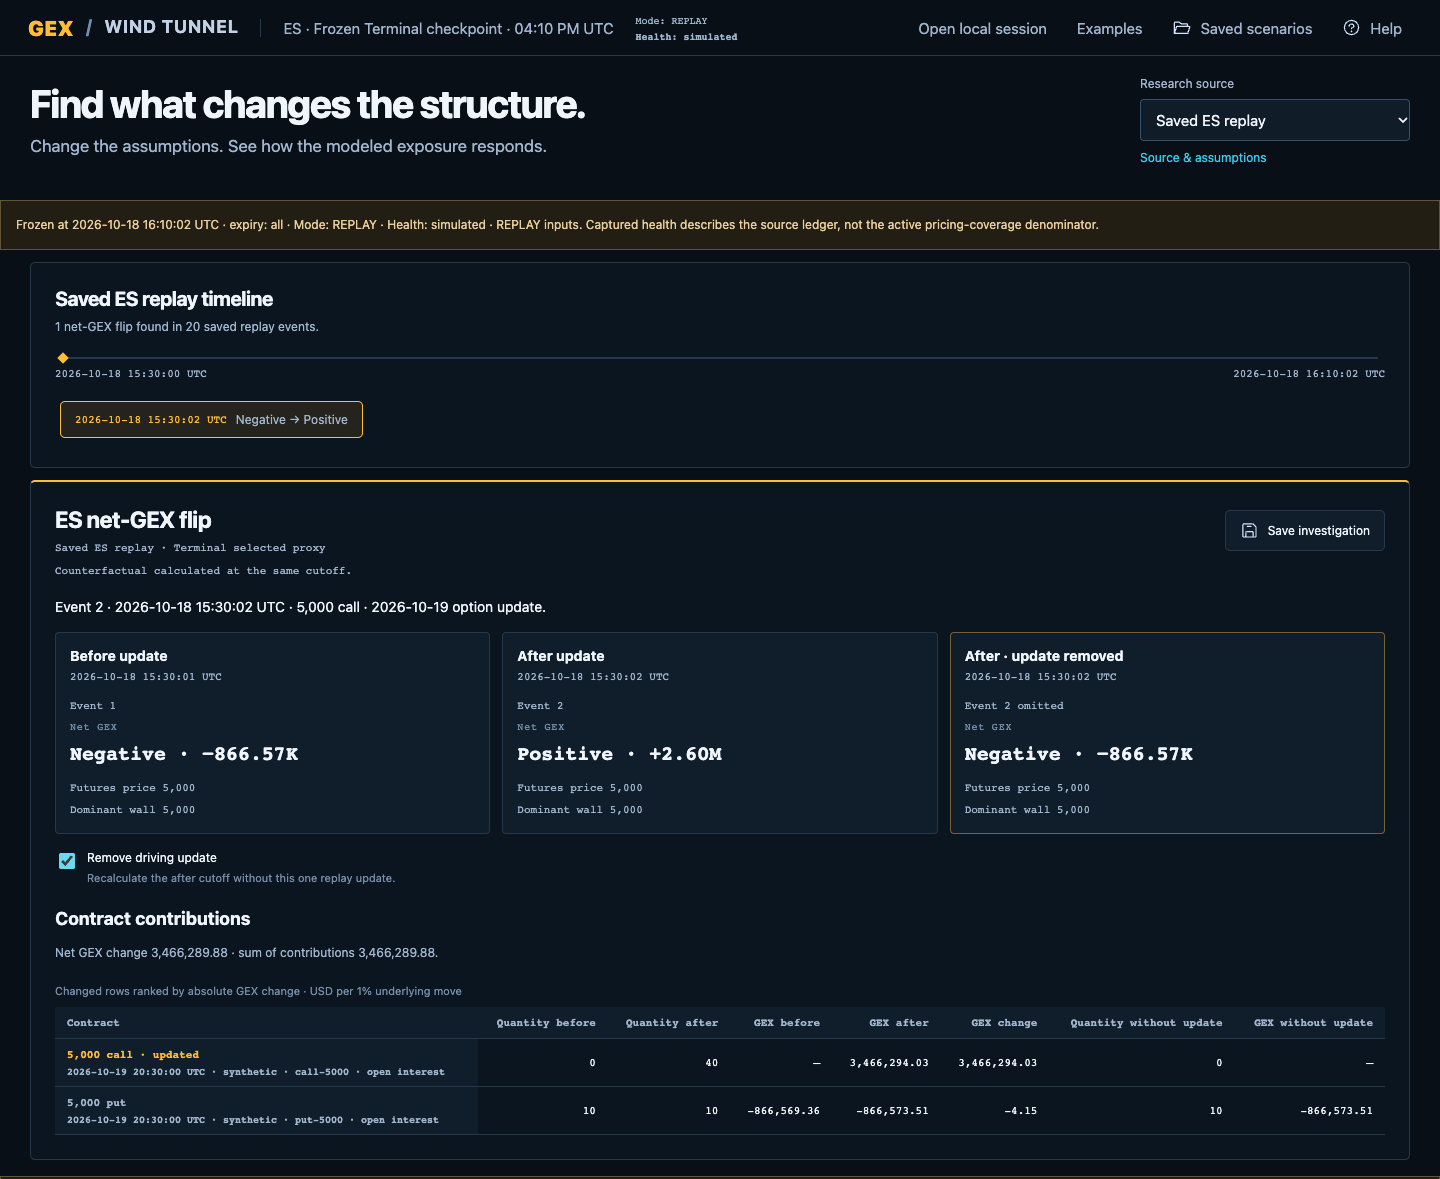 GEX / WIND TUNNEL
ES · Frozen Terminal checkpoint · 04:10 PM UTC
Mode: REPLAY
Health: simulated
Open local session
Examples
Saved scenarios
Help
Find what changes the structure.
Change the assumptions. See how the modeled exposure responds.
Research source
Saved ES replay
Source & assumptions
Frozen at 2026-10-18 16:10:02 UTC · expiry: all · Mode: REPLAY · Health: simulated · REPLAY inputs. Captured health describes the source ledger, not the active pricing-coverage denominator.
Saved ES replay timeline
1 net-GEX flip found in 20 saved replay events.
2026-10-18 15:30:00 UTC
2026-10-18 16:10:02 UTC
2026-10-18 15:30:02 UTC Negative → Positive
ES net-GEX flip
Saved ES replay · Terminal selected proxy
Counterfactual calculated at the same cutoff.
Save investigation
Event 2 · 2026-10-18 15:30:02 UTC · 5,000 call · 2026-10-19 option update.
Before update
2026-10-18 15:30:01 UTC
Event 1
Net GEX
Negative · −866.57K
Futures price 5,000
Dominant wall 5,000
After update
2026-10-18 15:30:02 UTC
Event 2
Net GEX
Positive · +2.60M
Futures price 5,000
Dominant wall 5,000
After · update removed
2026-10-18 15:30:02 UTC
Event 2 omitted
Net GEX
Negative · −866.57K
Futures price 5,000
Dominant wall 5,000
Remove driving update
Recalculate the after cutoff without this one replay update.
Contract contributions
Net GEX change 3,466,289.88 · sum of contributions 3,466,289.88.
Changed rows ranked by absolute GEX change · USD per 1% underlying move
Contract Quantity before Quantity after GEX before GEX after GEX change Quantity without update GEX without update
5,000 call · updated
2026-10-19 20:30:00 UTC · synthetic · call-5000 · open interest
0 40 — 3,466,294.03 3,466,294.03 0 —
5,000 put
2026-10-19 20:30:00 UTC · synthetic · put-5000 · open interest
10 10 −866,569.36 −866,573.51 −4.15 10 −866,573.51